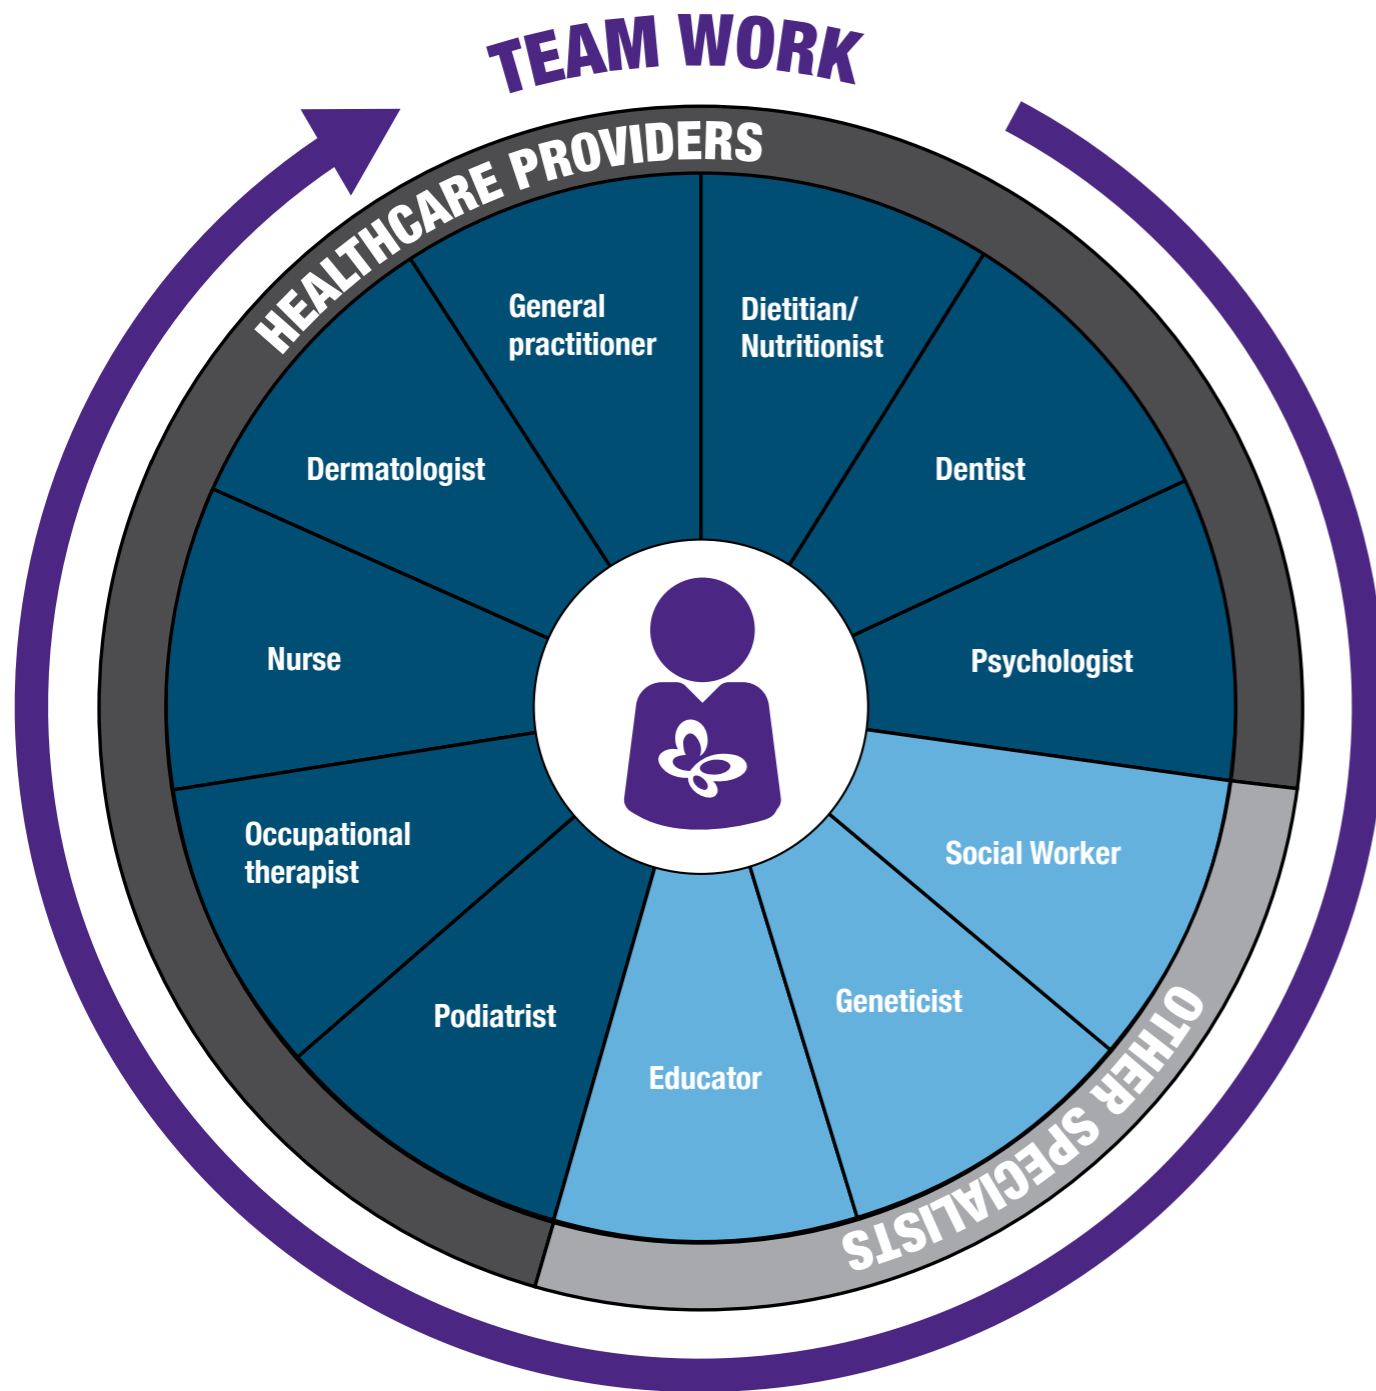 TEAM WORK
HEALTHCARE PROVIDERS
General
practitioner
Dietitian/
Nutritionist
Dermatologist
Dentist
Nurse
Psychologist
Occupational
therapist
Social Worker
Podiatrist
Geneticist
Educator
OTHER SPECIALISTS